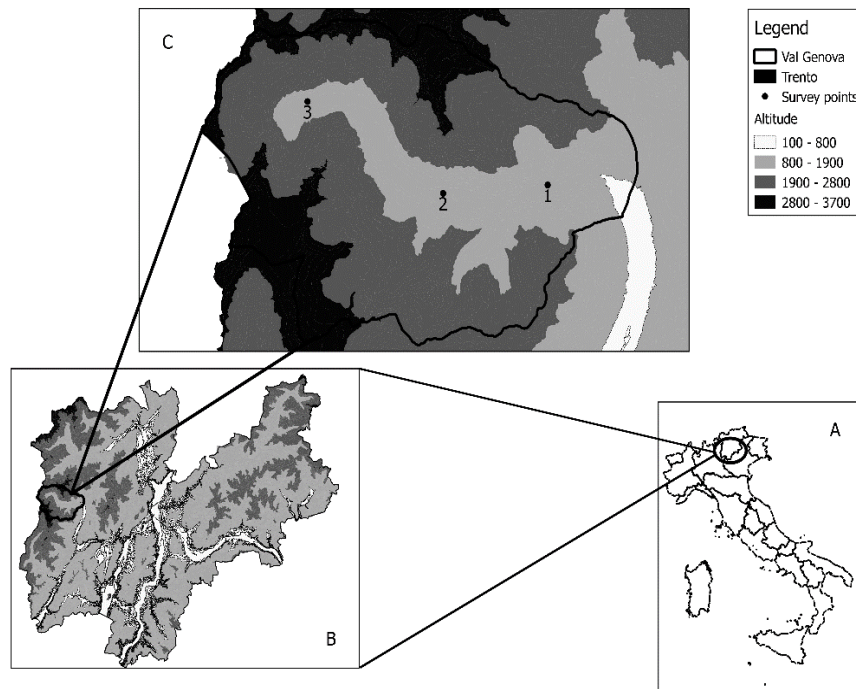 C
3
2
1
Legend
Val Genova
Trento
Survey points
Altitude
100 - 800
800 - 1900
1900 - 2800
2800 - 3700
B
A